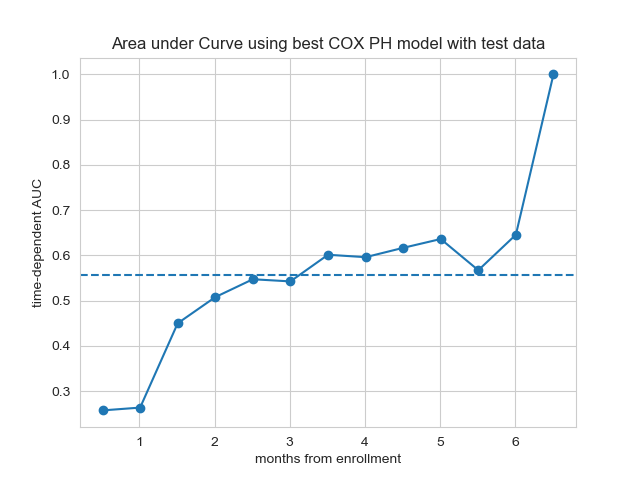 Area under Curve using best COX PH model with test data
1.0
0.9
0.8
0.7
0.6
0.5
0.4
0.3
time-dependent AUC
1 2 3 4 5 6
months from enrollment